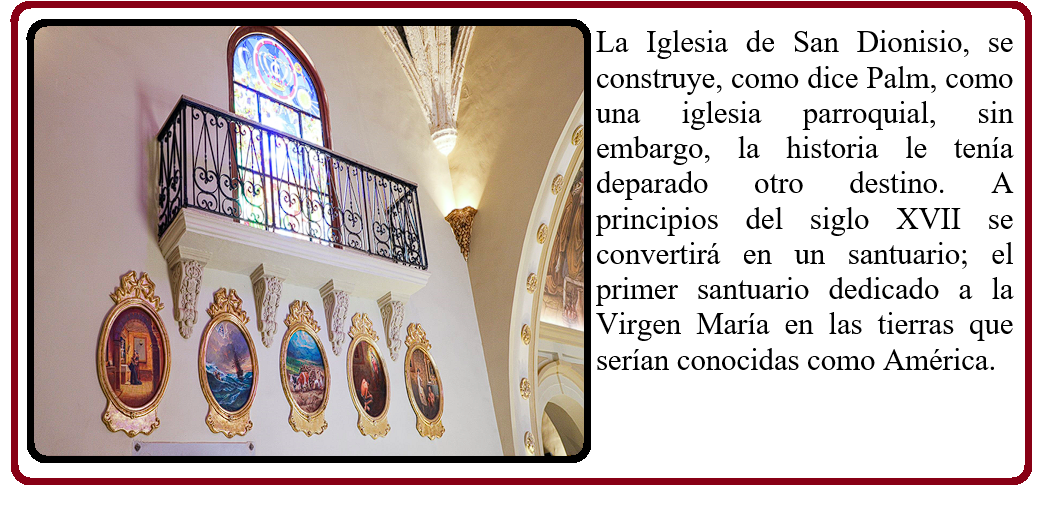 La Iglesia de San Dionisio, se
construye, como dice Palm, como
una iglesia parroquial, sin
embargo, la historia le tenía
deparado otro destino. A
principios del siglo XVII se
convertirá en un santuario; el
primer santuario dedicado a la
Virgen María en las tierras que
serían conocidas como América.